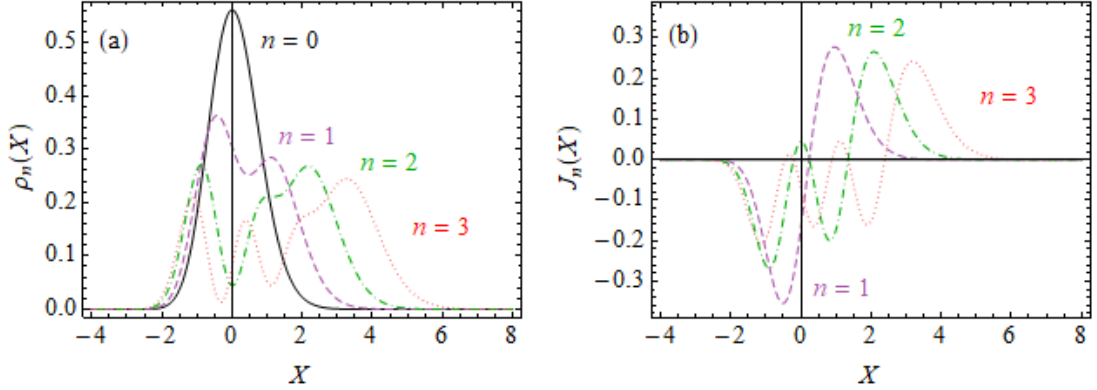 (a)
n = 0
n = 1
n = 2
n = 3
ρₙ(X)
0.5
0.4
0.3
0.2
0.1
0.0
−4 −2 0 2 4 6 8
X
(b)
n = 2
n = 3
n = 1
Jₙ(X)
0.3
0.2
0.1
0.0
−0.1
−0.2
−0.3
−4 −2 0 2 4 6 8
X